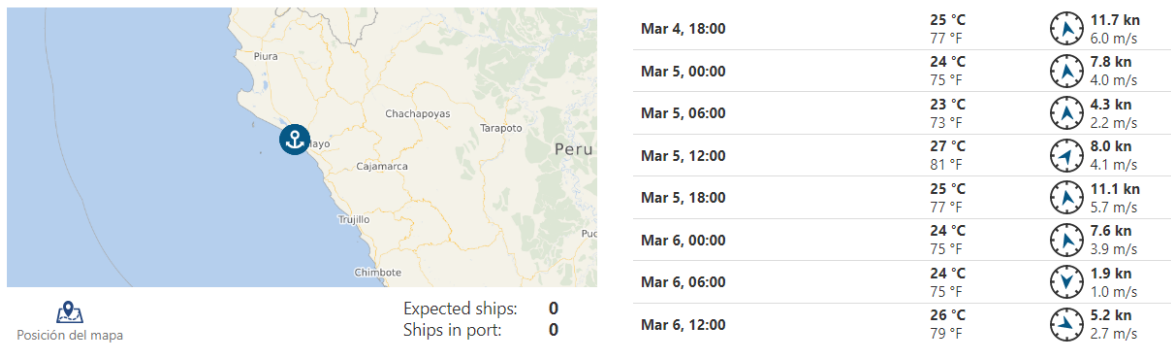 Piura
Chachapoyas
Tarapoto
ayo
Peru
Cajamarca
Trujillo
Puc
Chimbote
Posición del mapa
Expected ships: 0
Ships in port: 0
Mar 4, 18:00 25 °C 11.7 kn
77 °F 6.0 m/s
Mar 5, 00:00 24 °C 7.8 kn
75 °F 4.0 m/s
Mar 5, 06:00 23 °C 4.3 kn
73 °F 2.2 m/s
Mar 5, 12:00 27 °C 8.0 kn
81 °F 4.1 m/s
Mar 5, 18:00 25 °C 11.1 kn
77 °F 5.7 m/s
Mar 6, 00:00 24 °C 7.6 kn
75 °F 3.9 m/s
Mar 6, 06:00 24 °C 1.9 kn
75 °F 1.0 m/s
Mar 6, 12:00 26 °C 5.2 kn
79 °F 2.7 m/s